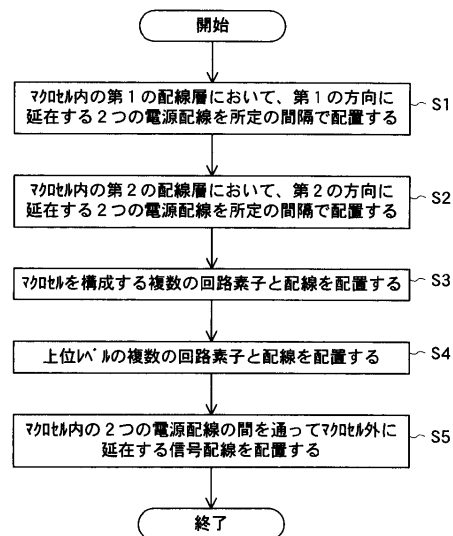 開始
ﾏｸﾛｾﾙ内の第１の配線層において、第１の方向に
延在する２つの電源配線を所定の間隔で配置する
S1
ﾏｸﾛｾﾙ内の第２の配線層において、第２の方向に
延在する２つの電源配線を所定の間隔で配置する
S2
ﾏｸﾛｾﾙを構成する複数の回路素子と配線を配置する
S3
上位ﾚﾍﾞﾙの複数の回路素子と配線を配置する
S4
ﾏｸﾛｾﾙ内の２つの電源配線の間を通ってﾏｸﾛｾﾙ外に
延在する信号配線を配置する
S5
終了